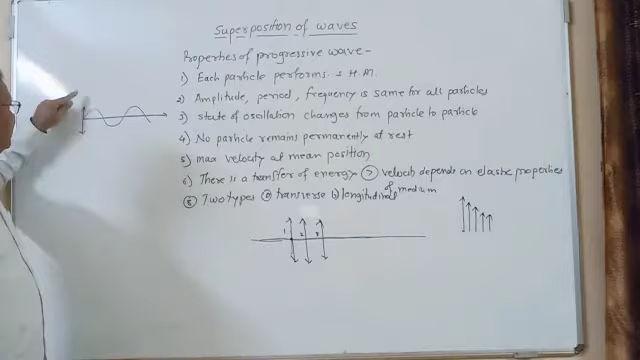 Superposition of waves
Properties of progressive wave-
1) Each particle performs S.H.M.
2) Amplitude, period, frequency is same for all particles
3) state of oscillation changes from particle to particle
4) No particle remains permanently at rest
5) max velocity at mean position
6) There is a transfer of energy 7) velocity depends on elastic properties
of medium
8) Two types a) transverse b) longitudinal
1 2 3